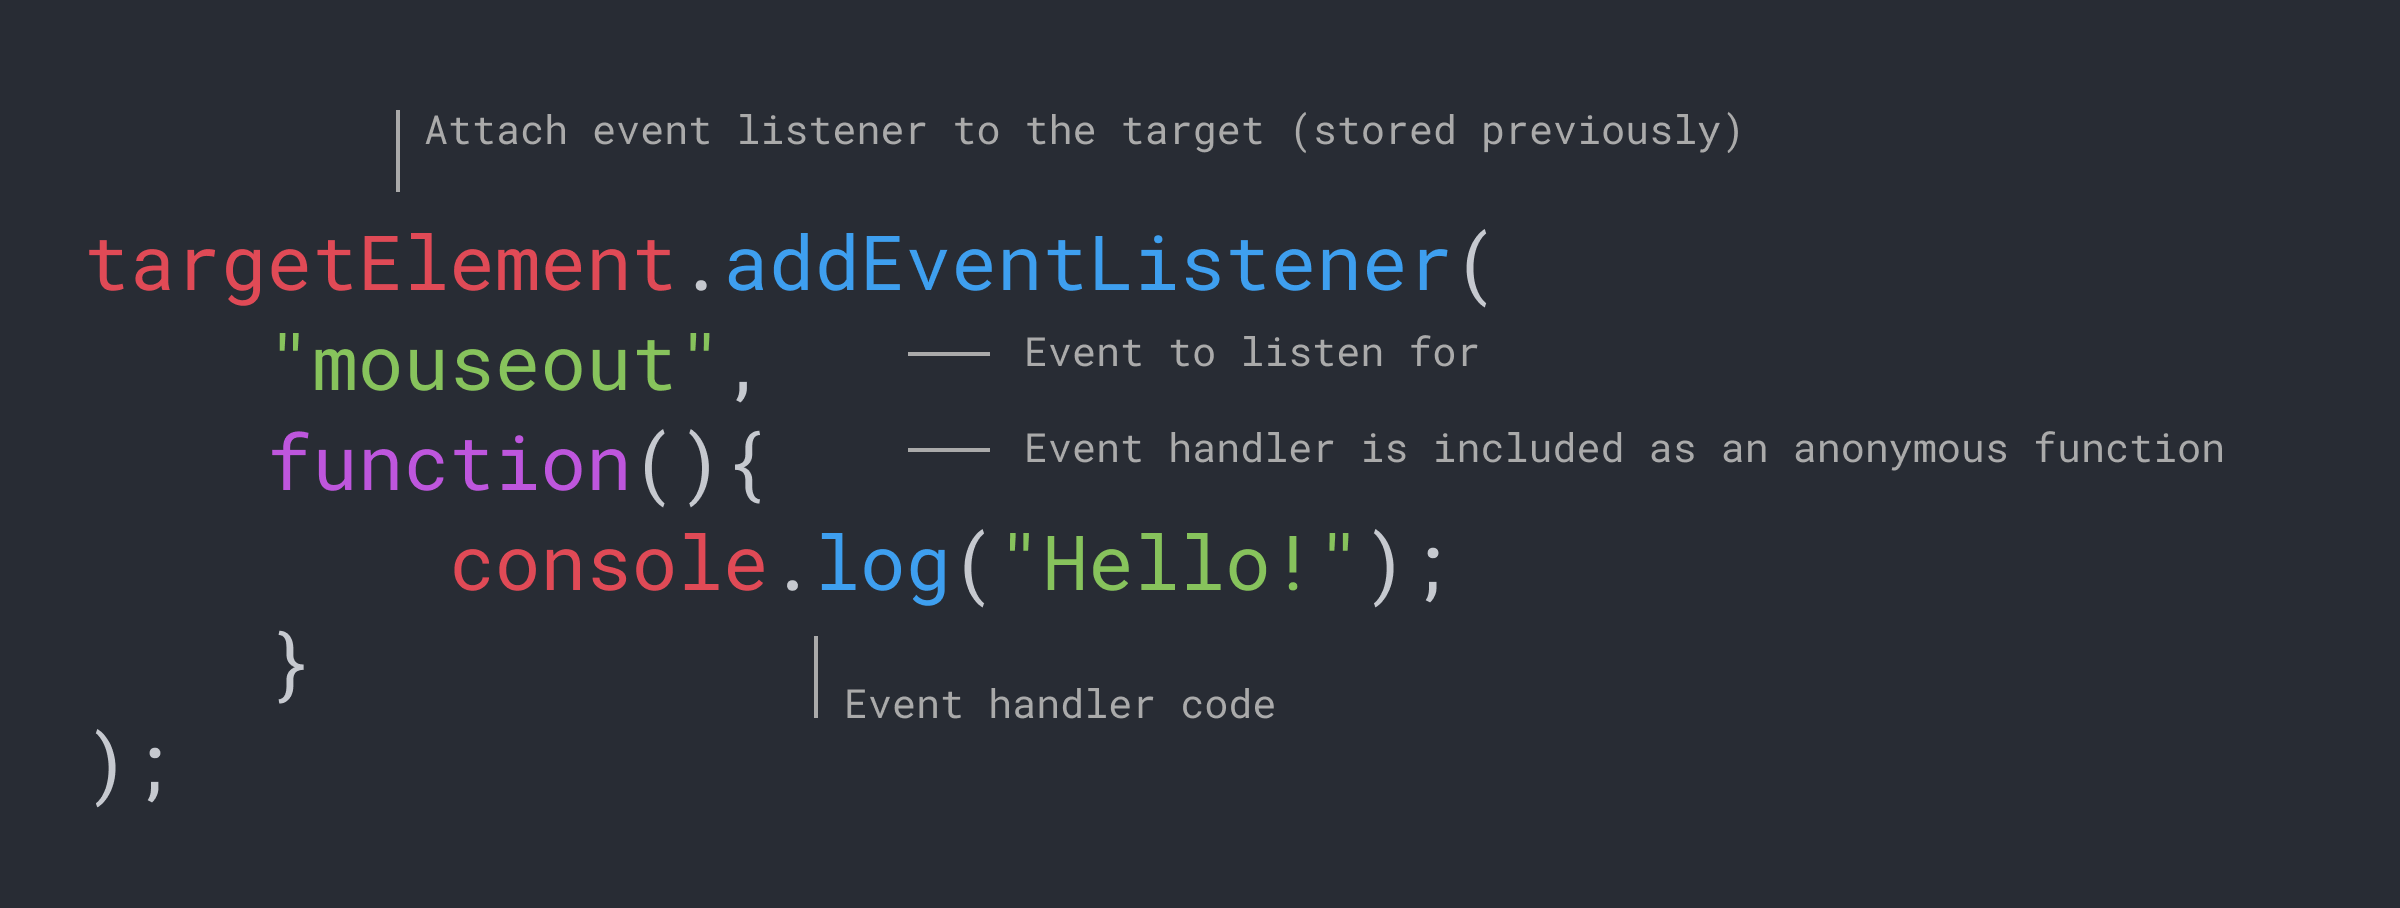 Attach event listener to the target (stored previously)
targetElement.addEventListener(
"mouseout",
Event to listen for
function(){
Event handler is included as an anonymous function
console.log("Hello!");
}
Event handler code
);